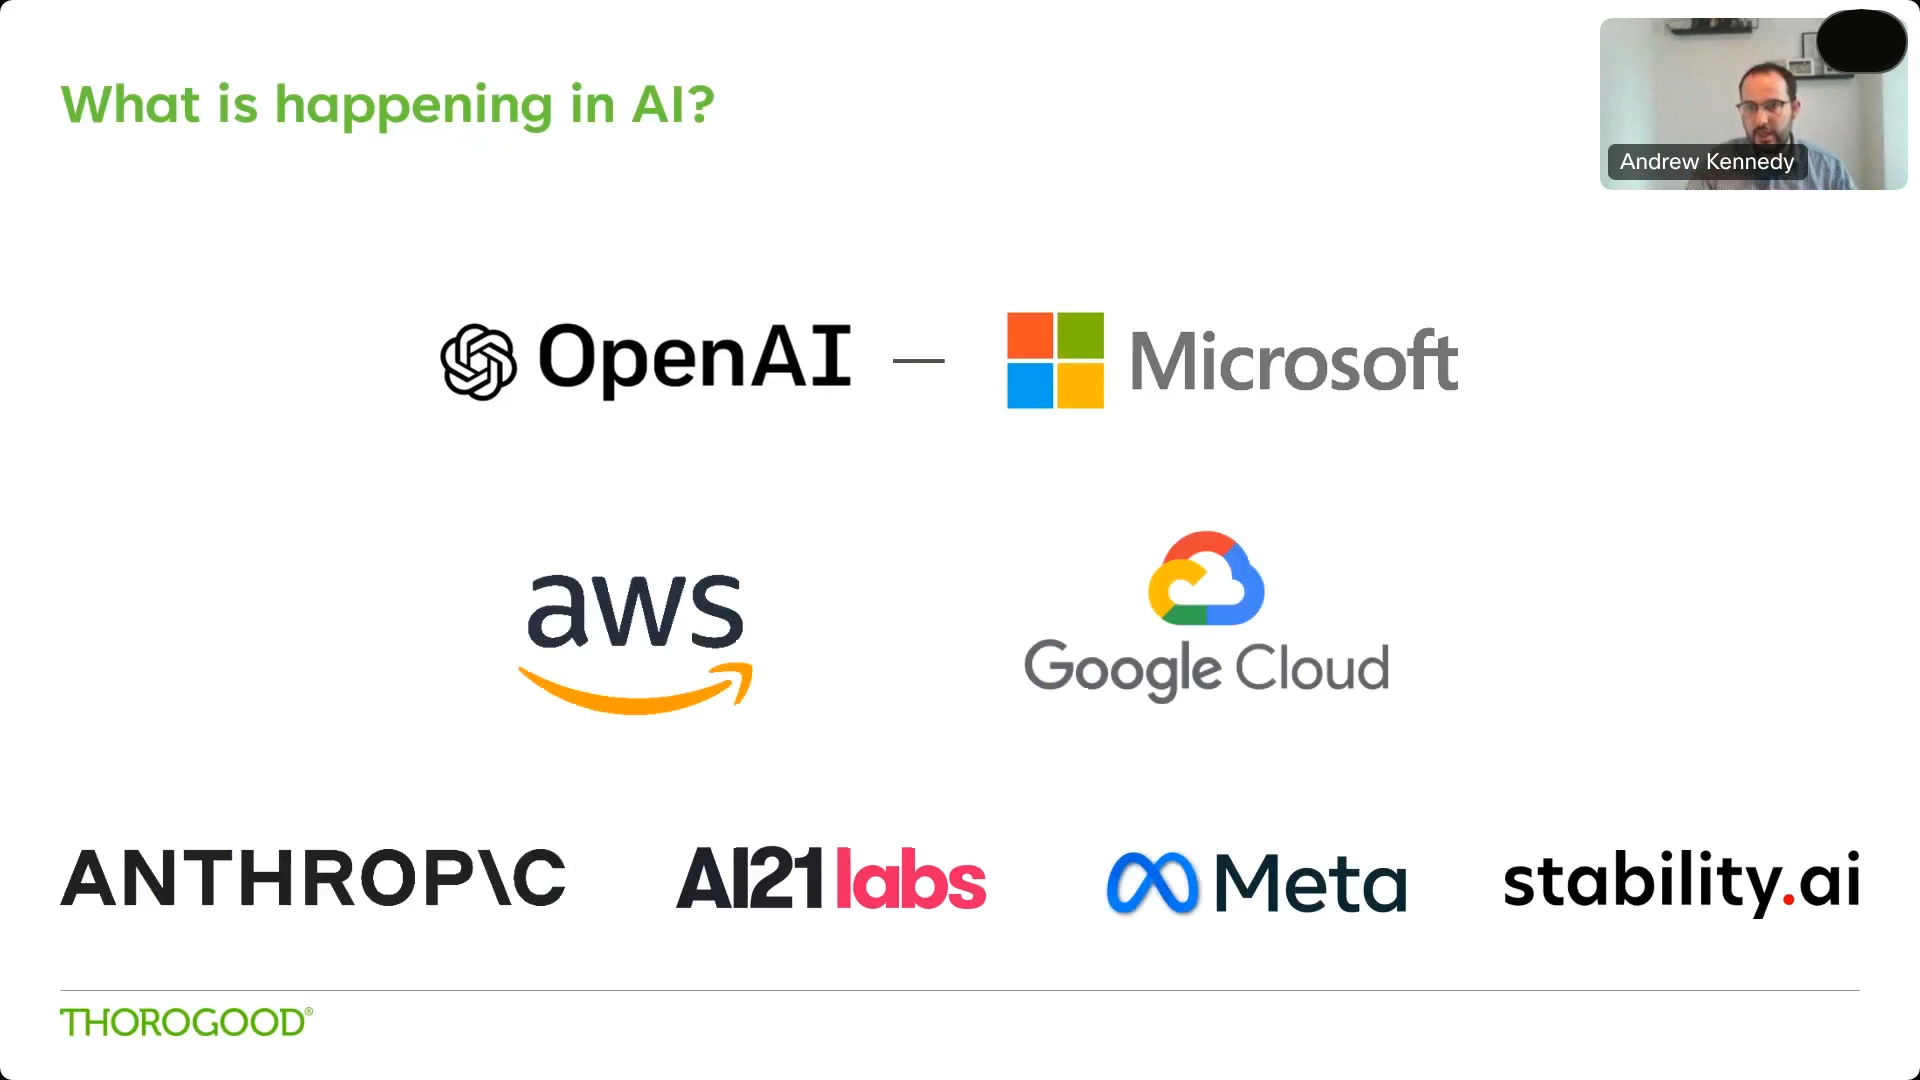 What is happening in AI?
Andrew Kennedy
OpenAI — Microsoft
aws
Google Cloud
ANTHROP\C
AI21labs
Meta
stability.ai
THOROGOOD®